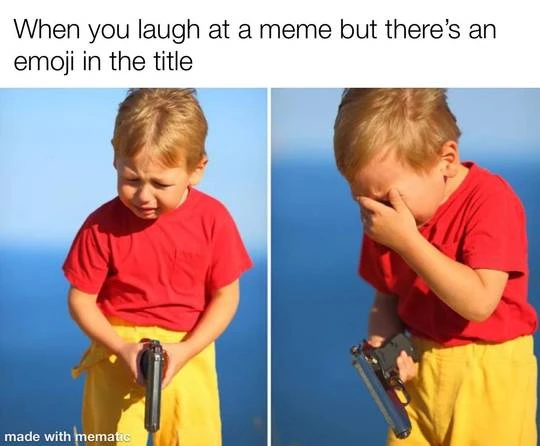 When you laugh at a meme but there’s an
emoji in the title
made with mematic